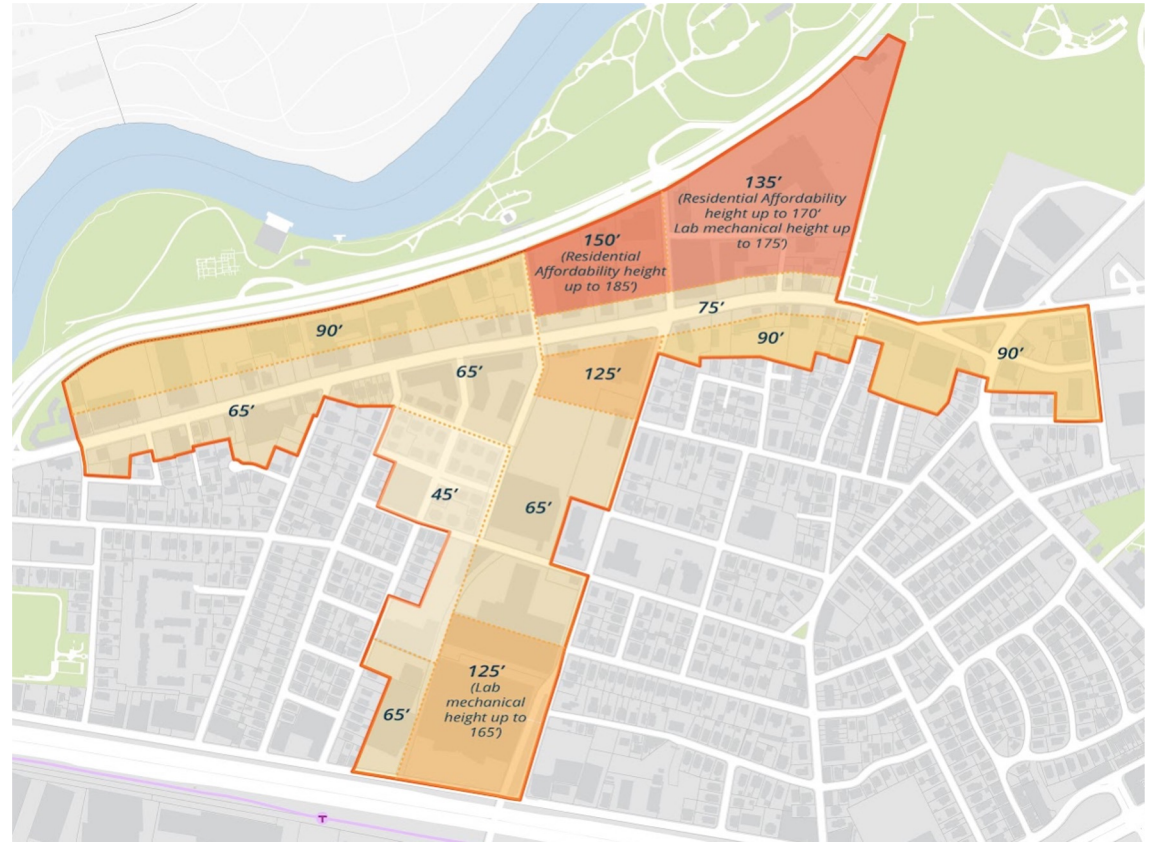 135’
(Residential Affordability
height up to 170’
Lab mechanical height up
to 175’)
150’
(Residential
Affordability height
up to 185’)
75’
90’
90’
90’
65’
125’
65’
45’
65’
125’
(Lab
mechanical
height up to
165’)
65’
T